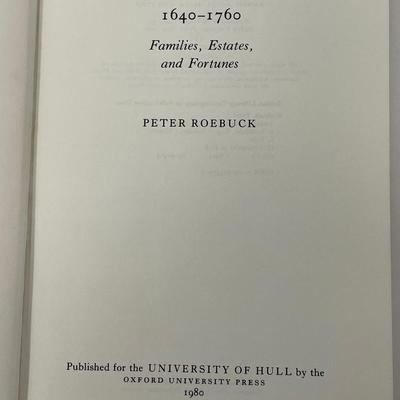 1640–1760
Families, Estates,
and Fortunes
PETER ROEBUCK
Published for the UNIVERSITY OF HULL by the
OXFORD UNIVERSITY PRESS
1980